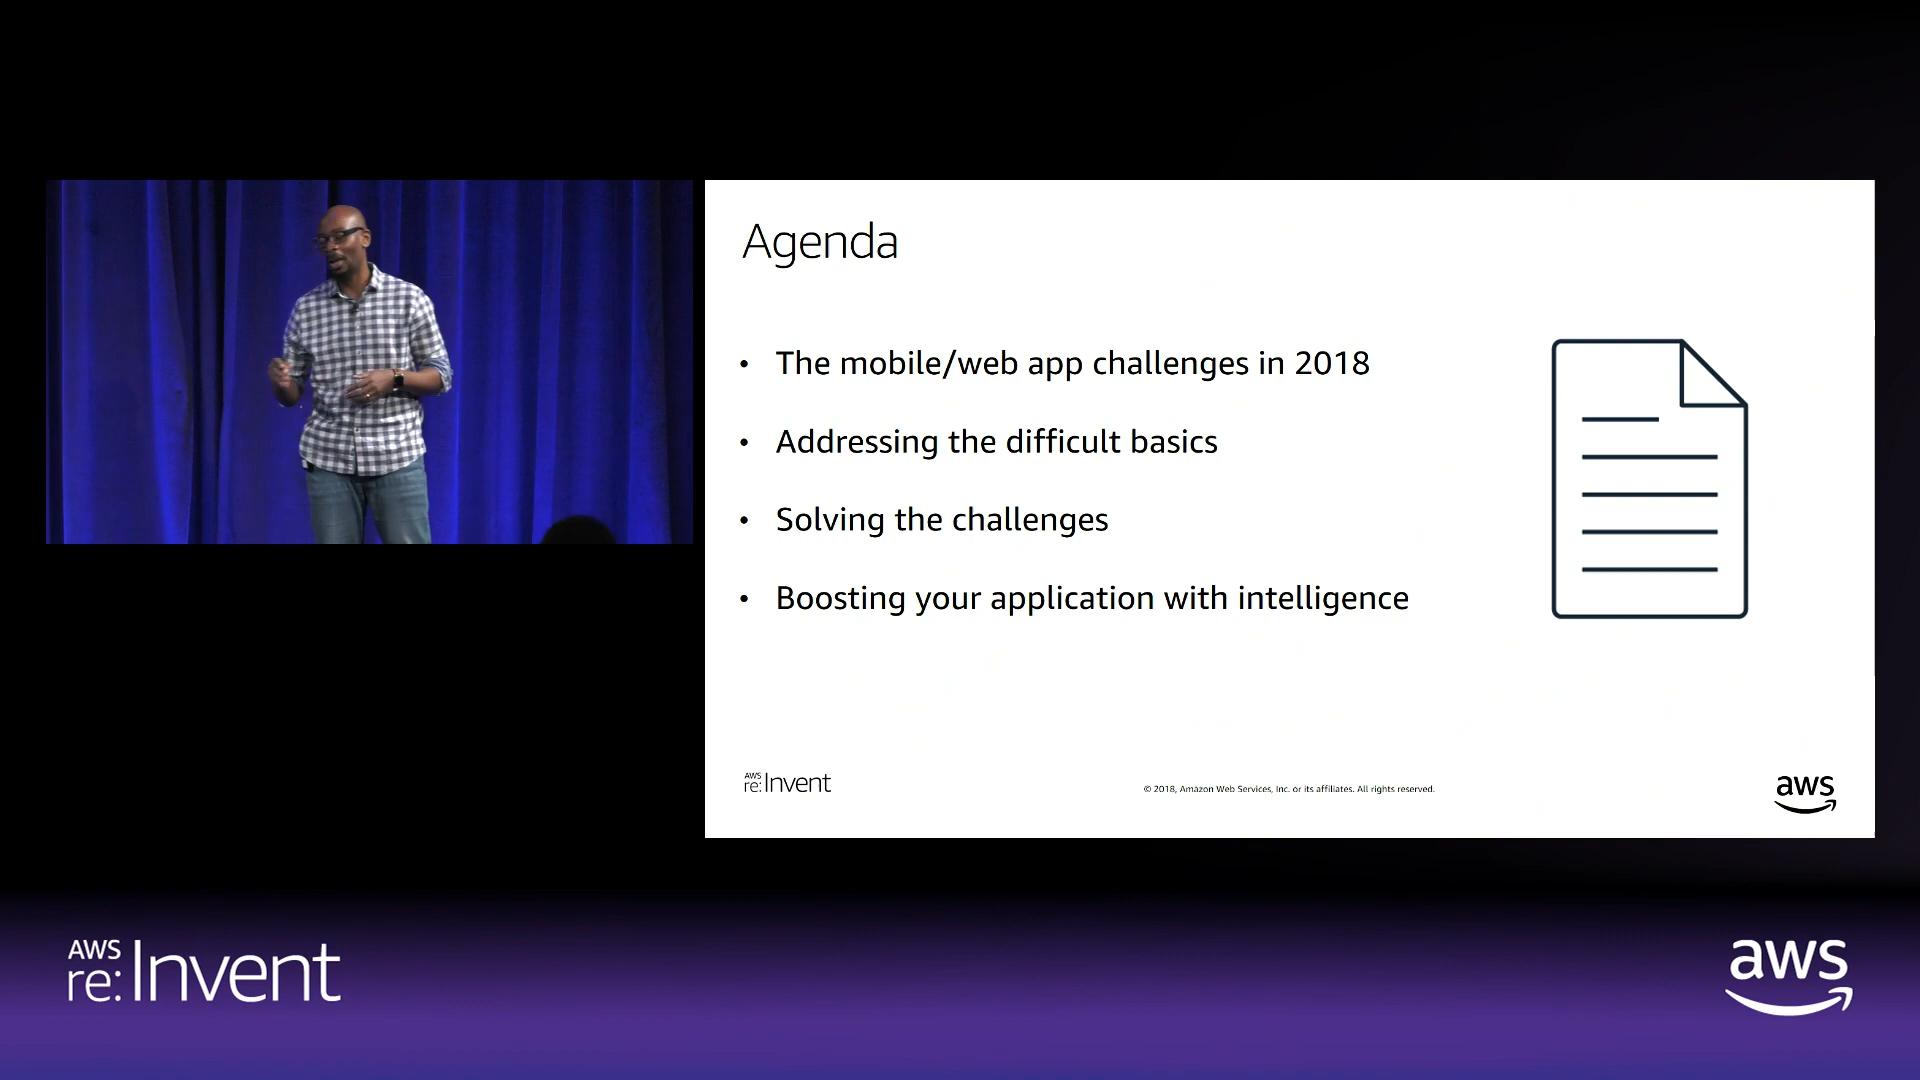 Agenda
• The mobile/web app challenges in 2018
• Addressing the difficult basics
• Solving the challenges
• Boosting your application with intelligence
AWS
re:Invent
© 2018, Amazon Web Services, Inc. or its affiliates. All rights reserved.
aws
AWS
re:Invent
aws